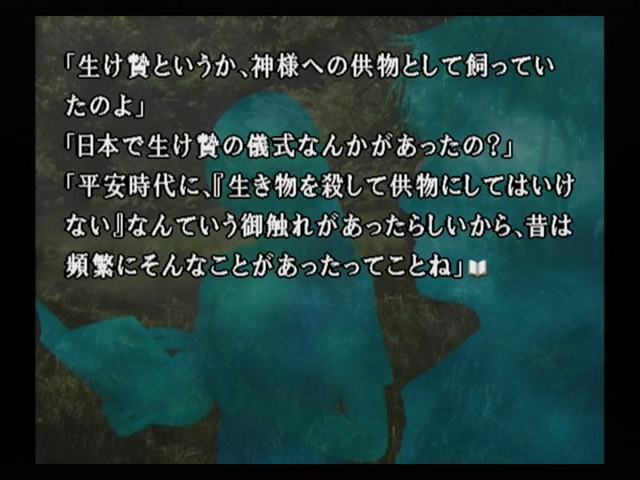 「生け贄というか、神様への供物として飼ってい
たのよ」
「日本で生け贄の儀式なんかがあったの？」
「平安時代に、『生き物を殺して供物にしてはいけ
ない』なんていう御触れがあったらしいから、昔は
頻繁にそんなことがあったってことね」